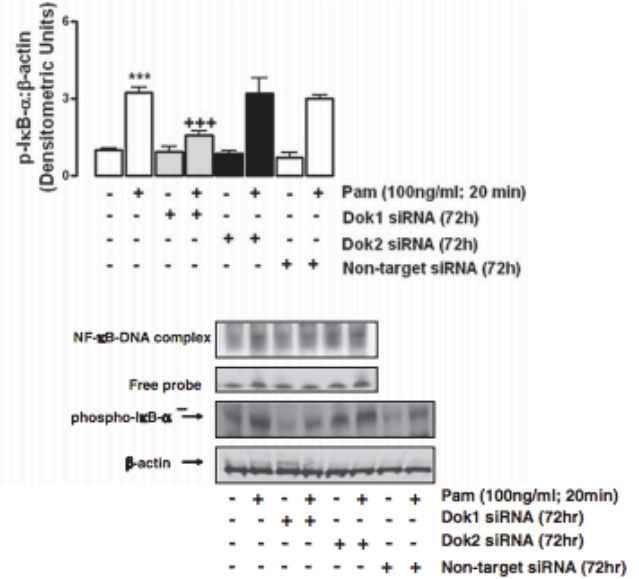 p-IκB-α:β-actin
(Densitometric Units)
6
3
0
***
+++
- + - + - + - + Pam (100ng/ml; 20 min)
- - + + - - - - Dok1 siRNA (72h)
- - - - + + - - Dok2 siRNA (72h)
- - - - - - + + Non-target siRNA (72h)
NF-κB-DNA complex
Free probe
phospho-IκB-α
β-actin
- + - + - + - + Pam (100ng/ml; 20min)
- - + + - - - - Dok1 siRNA (72hr)
- - - - + + - - Dok2 siRNA (72hr)
- - - - - - + + Non-target siRNA (72hr)